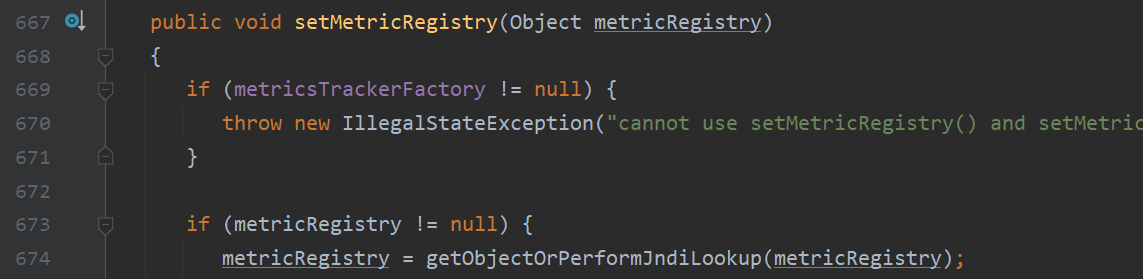 667 public void setMetricRegistry(Object metricRegistry)
668 {
669 if (metricsTrackerFactory != null) {
670 throw new IllegalStateException("cannot use setMetricRegistry() and setMetric
671 }
672
673 if (metricRegistry != null) {
674 metricRegistry = getObjectOrPerformJndiLookup(metricRegistry);